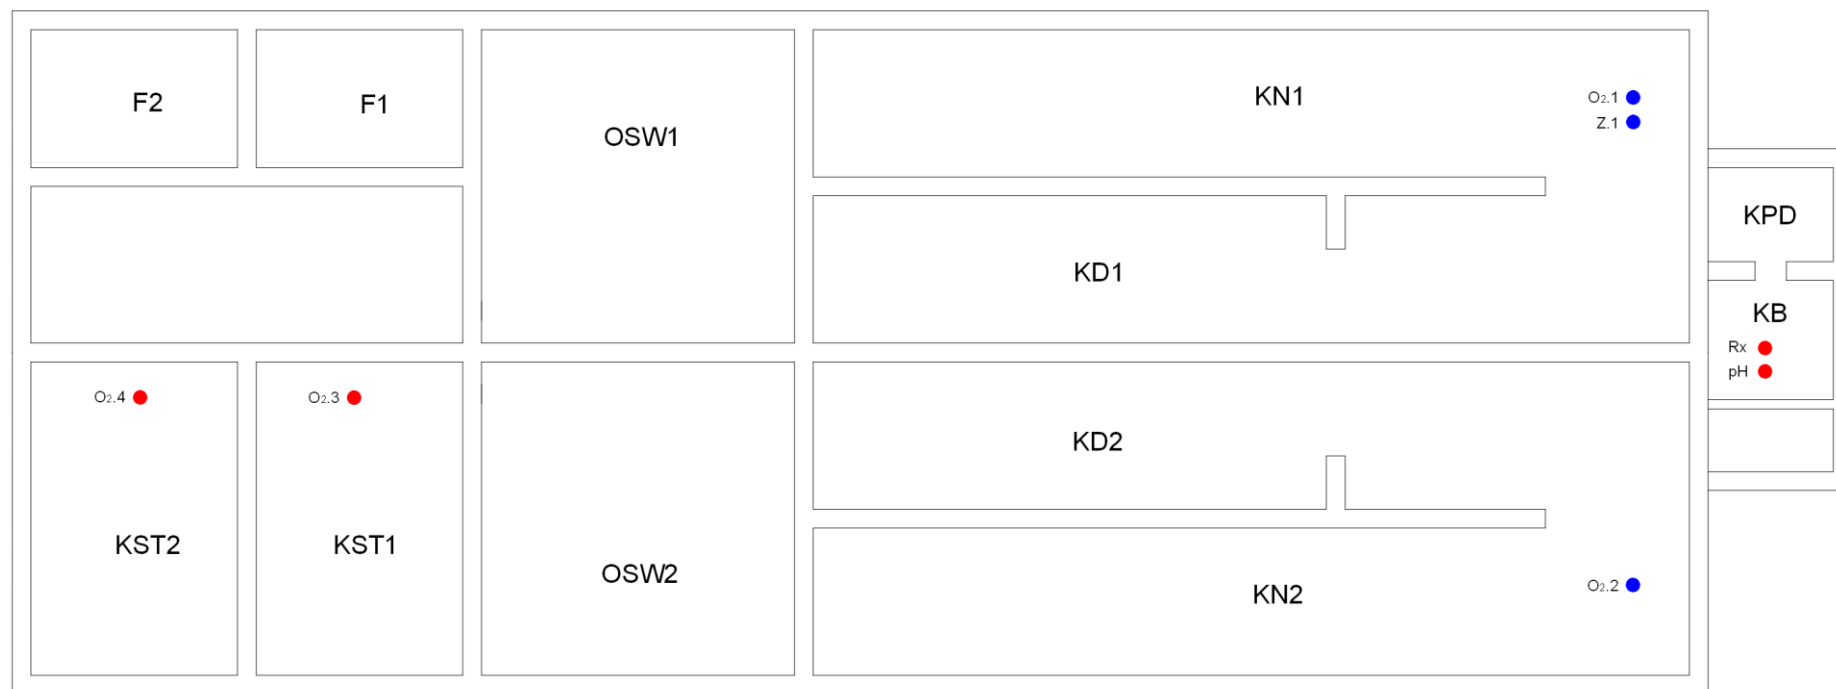 F2
F1
OSW1
KN1
O₂.1
Z.1
KPD
KD1
KB
Rx
pH
O₂.4
O₂.3
KD2
KST2
KST1
OSW2
KN2
O₂.2